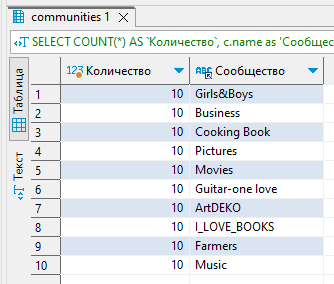 communities 1
SELECT COUNT(*) AS `Количество`, c.name as 'Сообщес
Таблица
Текст
123 Количество ABC Сообщество
1 10 Girls&Boys
2 10 Business
3 10 Cooking Book
4 10 Pictures
5 10 Movies
6 10 Guitar-one love
7 10 ArtDEKO
8 10 I_LOVE_BOOKS
9 10 Farmers
10 10 Music